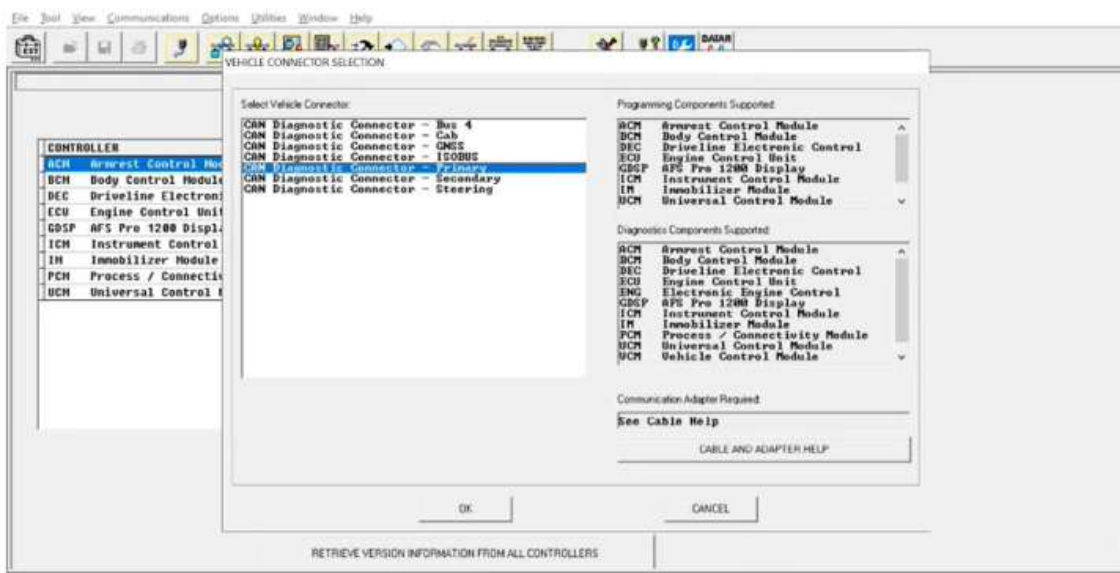 File Tool View Communications Options Utilities Window Help
DATAR
VEHICLE CONNECTOR SELECTION
Select Vehicle Connector:
CAN Diagnostic Connector - Bus 4
CAN Diagnostic Connector - Cab
CAN Diagnostic Connector - GNSS
CAN Diagnostic Connector - ISOBUS
CAN Diagnostic Connector - Primary
CAN Diagnostic Connector - Secondary
CAN Diagnostic Connector - Steering
Programming Components Supported:
ACM Armrest Control Module
BCM Body Control Module
DEC Driveline Electronic Control
ECU Engine Control Unit
GDSP AFS Pro 1200 Display
ICM Instrument Control Module
IM Immobilizer Module
UCM Universal Control Module
Diagnostics Components Supported:
ACM Armrest Control Module
BCM Body Control Module
DEC Driveline Electronic Control
ECU Engine Control Unit
ENG Electronic Engine Control
GDSP AFS Pro 1200 Display
ICM Instrument Control Module
IM Immobilizer Module
PCM Process / Connectivity Module
UCM Universal Control Module
VCM Vehicle Control Module
Communication Adapter Required:
See Cable Help
CABLE AND ADAPTER HELP
OK
CANCEL
CONTROLLER
ACM Armrest Control Mod
BCM Body Control Module
DEC Driveline Electroni
ECU Engine Control Unit
GDSP AFS Pro 1200 Displa
ICM Instrument Control
IM Immobilizer Module
PCM Process / Connectiv
UCM Universal Control M
RETRIEVE VERSION INFORMATION FROM ALL CONTROLLERS